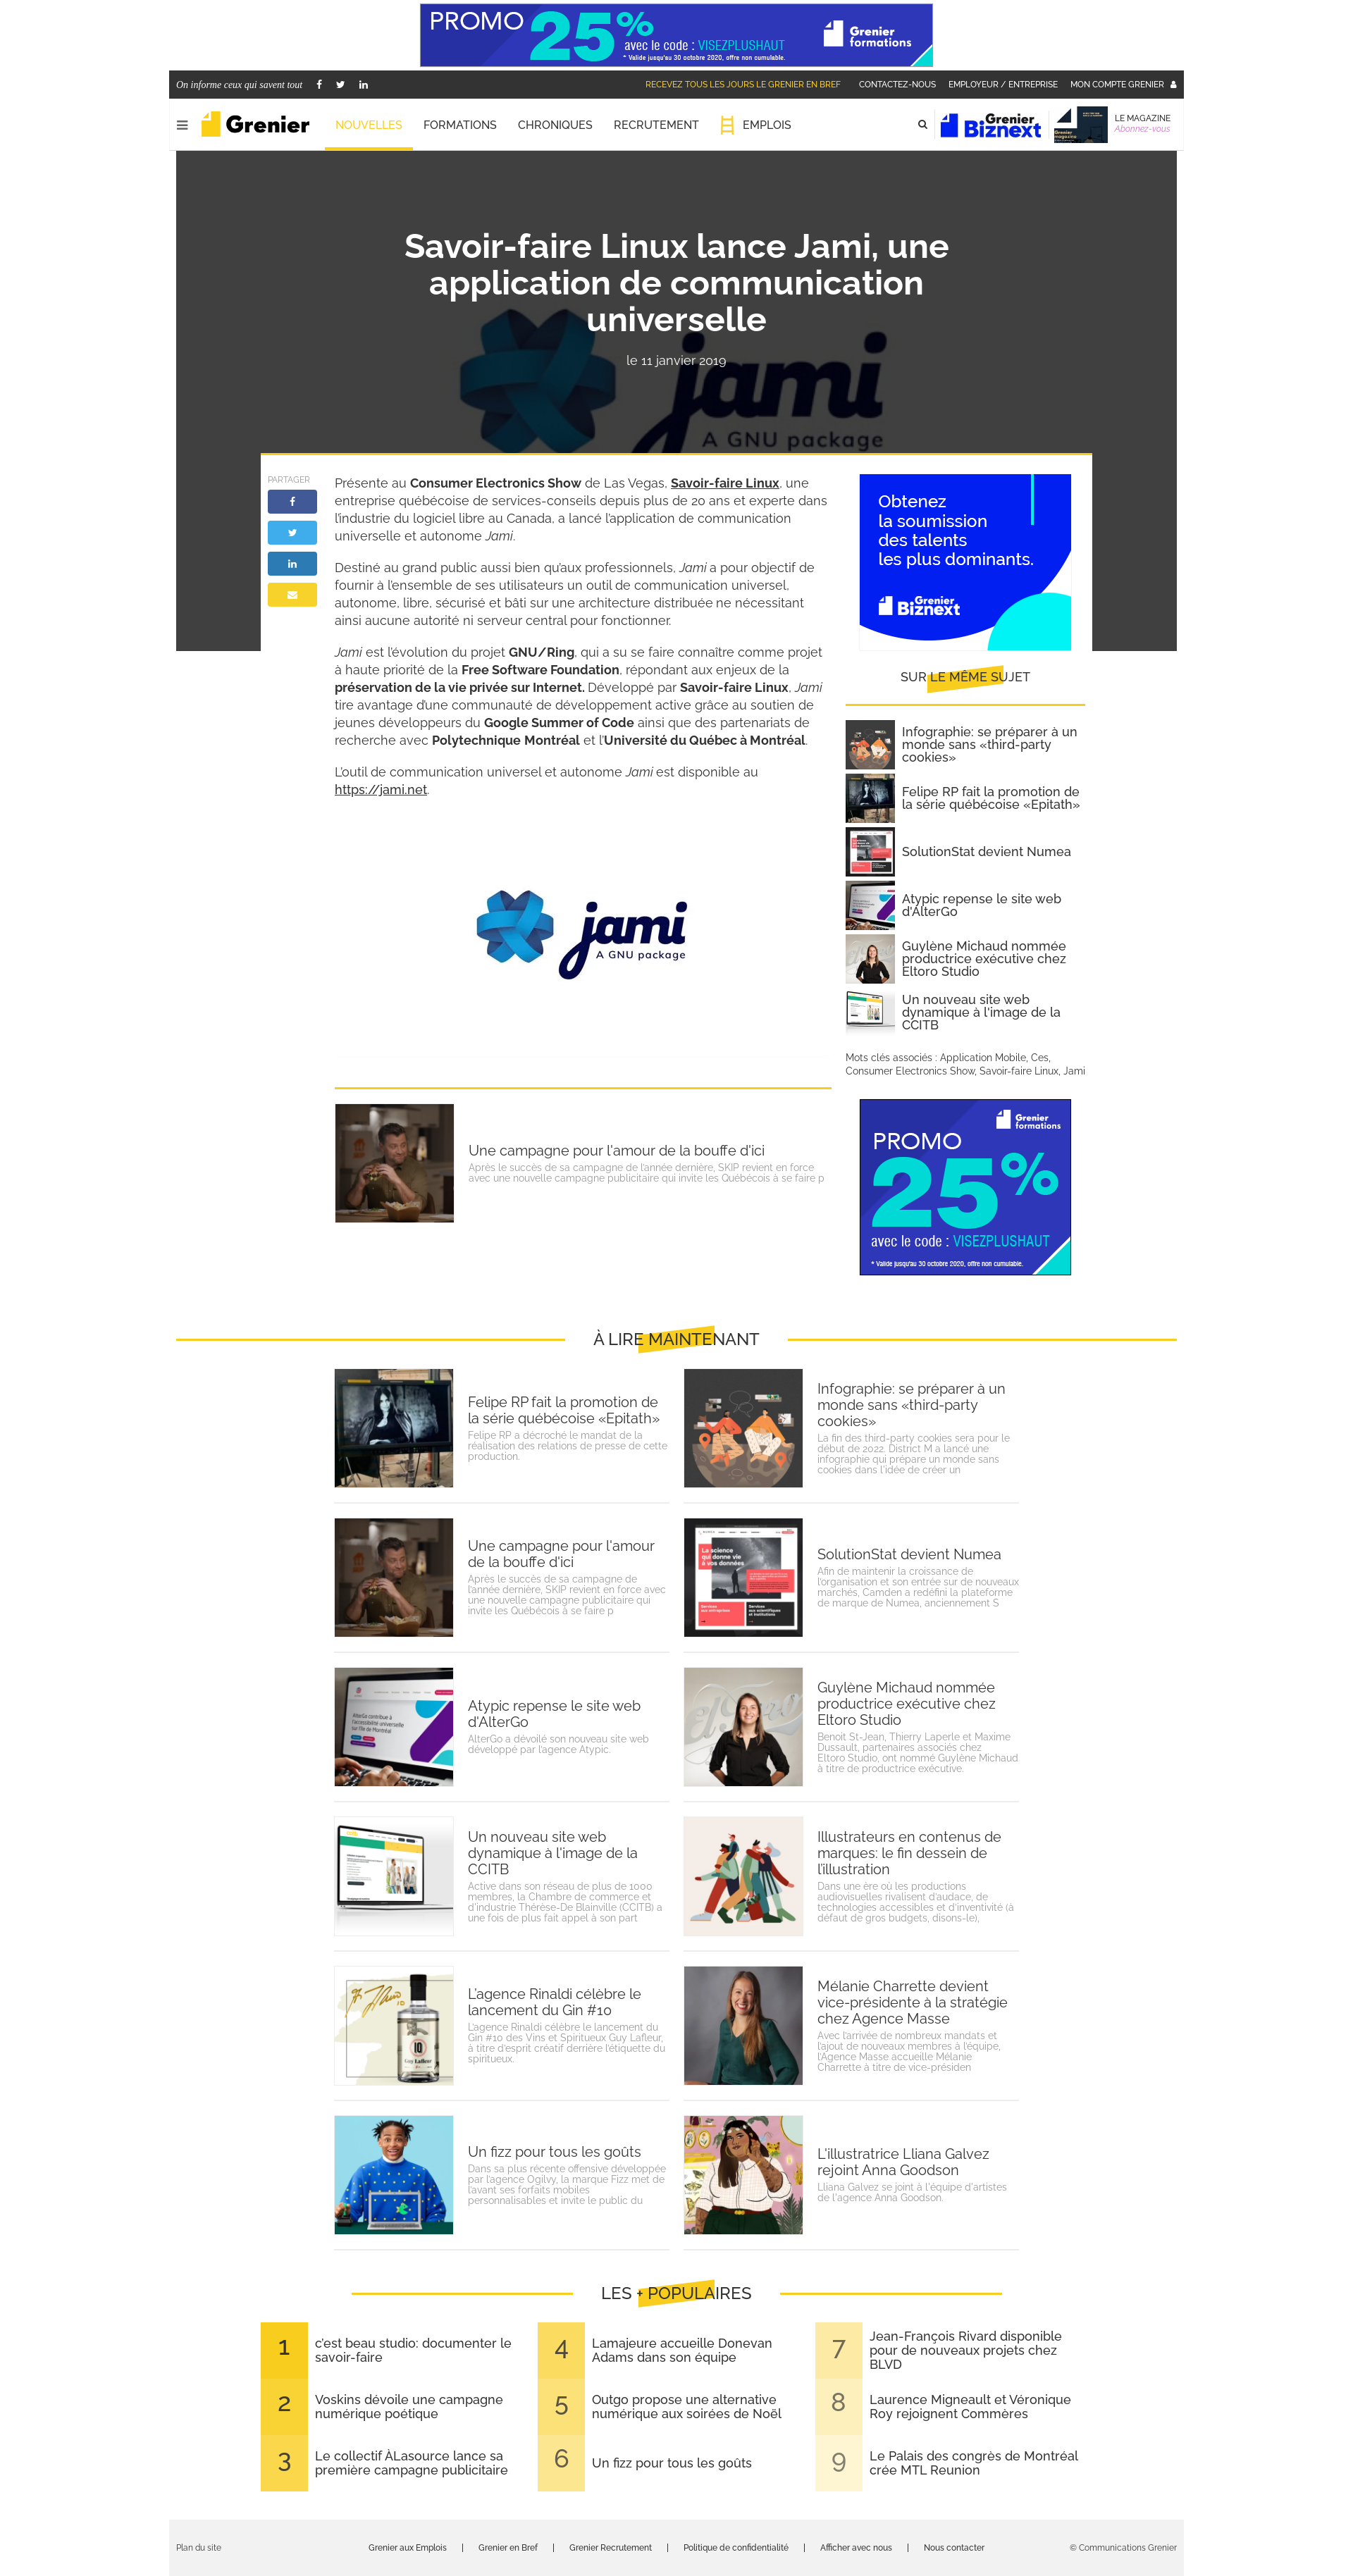 PROMO 25%
avec le code : VISEZPLUSHAUT
* Valide jusqu'au 30 octobre 2020, offre non cumulable.
Grenier
formations
On informe ceux qui savent tout
RECEVEZ TOUS LES JOURS LE GRENIER EN BREF
CONTACTEZ-NOUS
EMPLOYEUR / ENTREPRISE
MON COMPTE GRENIER
Grenier
NOUVELLES
FORMATIONS
CHRONIQUES
RECRUTEMENT
EMPLOIS
Grenier
Biznext
LE MAGAZINE
Abonnez-vous
Savoir-faire Linux lance Jami, une
application de communication
universelle
le 11 janvier 2019
jami
A GNU package
PARTAGER
Présente au Consumer Electronics Show de Las Vegas, Savoir-faire Linux, une
entreprise québécoise de services-conseils depuis plus de 20 ans et experte dans
l’industrie du logiciel libre au Canada, a lancé l’application de communication
universelle et autonome Jami.
Destiné au grand public aussi bien qu’aux professionnels, Jami a pour objectif de
fournir à l’ensemble de ses utilisateurs un outil de communication universel,
autonome, libre, sécurisé et bâti sur une architecture distribuée ne nécessitant
ainsi aucune autorité ni serveur central pour fonctionner.
Jami est l’évolution du projet GNU/Ring, qui a su se faire connaître comme projet
à haute priorité de la Free Software Foundation, répondant aux enjeux de la
préservation de la vie privée sur Internet. Développé par Savoir-faire Linux, Jami
tire avantage d’une communauté de développement active grâce au soutien de
jeunes développeurs du Google Summer of Code ainsi que des partenariats de
recherche avec Polytechnique Montréal et l’Université du Québec à Montréal.
L’outil de communication universel et autonome Jami est disponible au
https://jami.net.
jami
A GNU package
Une campagne pour l'amour de la bouffe d'ici
Après le succès de sa campagne de l’année dernière, SKIP revient en force
avec une nouvelle campagne publicitaire qui invite les Québécois à se faire p
Obtenez
la soumission
des talents
les plus dominants.
Grenier
Biznext
SUR LE MÊME SUJET
Infographie: se préparer à un
monde sans «third-party
cookies»
Felipe RP fait la promotion de
la série québécoise «Epitath»
SolutionStat devient Numea
Atypic repense le site web
d'AlterGo
Guylène Michaud nommée
productrice exécutive chez
Eltoro Studio
Un nouveau site web
dynamique à l'image de la
CCITB
Mots clés associés : Application Mobile, Ces,
Consumer Electronics Show, Savoir-faire Linux, Jami
Grenier
formations
PROMO
25%
avec le code : VISEZPLUSHAUT
* Valide jusqu'au 30 octobre 2020, offre non cumulable.
À LIRE MAINTENANT
Felipe RP fait la promotion de
la série québécoise «Epitath»
Felipe RP a décroché le mandat de la
réalisation des relations de presse de cette
production.
Infographie: se préparer à un
monde sans «third-party
cookies»
La fin des third-party cookies sera pour le
début de 2022. District M a lancé une
infographie qui prépare un monde sans
cookies dans l'idée de créer un
Une campagne pour l'amour
de la bouffe d'ici
Après le succès de sa campagne de
l’année dernière, SKIP revient en force avec
une nouvelle campagne publicitaire qui
invite les Québécois à se faire p
La science
qui donne vie
à vos données
SolutionStat devient Numea
Afin de maintenir la croissance de
l’organisation et son entrée sur de nouveaux
marchés, Camden a redéfini la plateforme
de marque de Numea, anciennement S
AlterGo contribue à
l'accessibilité universelle
sur l'île de Montréal
Atypic repense le site web
d'AlterGo
AlterGo a dévoilé son nouveau site web
développé par l’agence Atypic.
Guylène Michaud nommée
productrice exécutive chez
Eltoro Studio
Benoit St-Jean, Thierry Laperle et Maxime
Dussault, partenaires associés chez
Eltoro Studio, ont nommé Guylène Michaud
à titre de productrice exécutive.
Un nouveau site web
dynamique à l'image de la
CCITB
Active dans son réseau de plus de 1000
membres, la Chambre de commerce et
d’industrie Thérèse-De Blainville (CCITB) a
une fois de plus fait appel à son part
Illustrateurs en contenus de
marques: le fin dessein de
l’illustration
Dans une ère où les productions
audiovisuelles rivalisent d’audace, de
technologies accessibles et d’inventivité (à
défaut de gros budgets, disons-le),
10
Guy Lafleur
L’agence Rinaldi célèbre le
lancement du Gin #10
L’agence Rinaldi célèbre le lancement du
Gin #10 des Vins et Spiritueux Guy Lafleur,
à titre d’esprit créatif derrière l’étiquette du
spiritueux.
Mélanie Charrette devient
vice-présidente à la stratégie
chez Agence Masse
Avec l’arrivée de nombreux mandats et
l’ajout de nouveaux membres à l’équipe,
l’Agence Masse accueille Mélanie
Charrette à titre de vice-présiden
Un fizz pour tous les goûts
Dans sa plus récente offensive développée
par l’agence Ogilvy, la marque Fizz met de
l’avant ses forfaits mobiles
personnalisables et invite le public du
L'illustratrice Lliana Galvez
rejoint Anna Goodson
Lliana Galvez se joint à l'équipe d'artistes
de l'agence Anna Goodson.
LES + POPULAIRES
1
c’est beau studio: documenter le
savoir-faire
2
Voskins dévoile une campagne
numérique poétique
3
Le collectif ÀLasource lance sa
première campagne publicitaire
4
Lamajeure accueille Donevan
Adams dans son équipe
5
Outgo propose une alternative
numérique aux soirées de Noël
6
Un fizz pour tous les goûts
7
Jean-François Rivard disponible
pour de nouveaux projets chez
BLVD
8
Laurence Migneault et Véronique
Roy rejoignent Commères
9
Le Palais des congrès de Montréal
crée MTL Reunion
Plan du site
Grenier aux Emplois | Grenier en Bref | Grenier Recrutement | Politique de confidentialité | Afficher avec nous | Nous contacter
© Communications Grenier